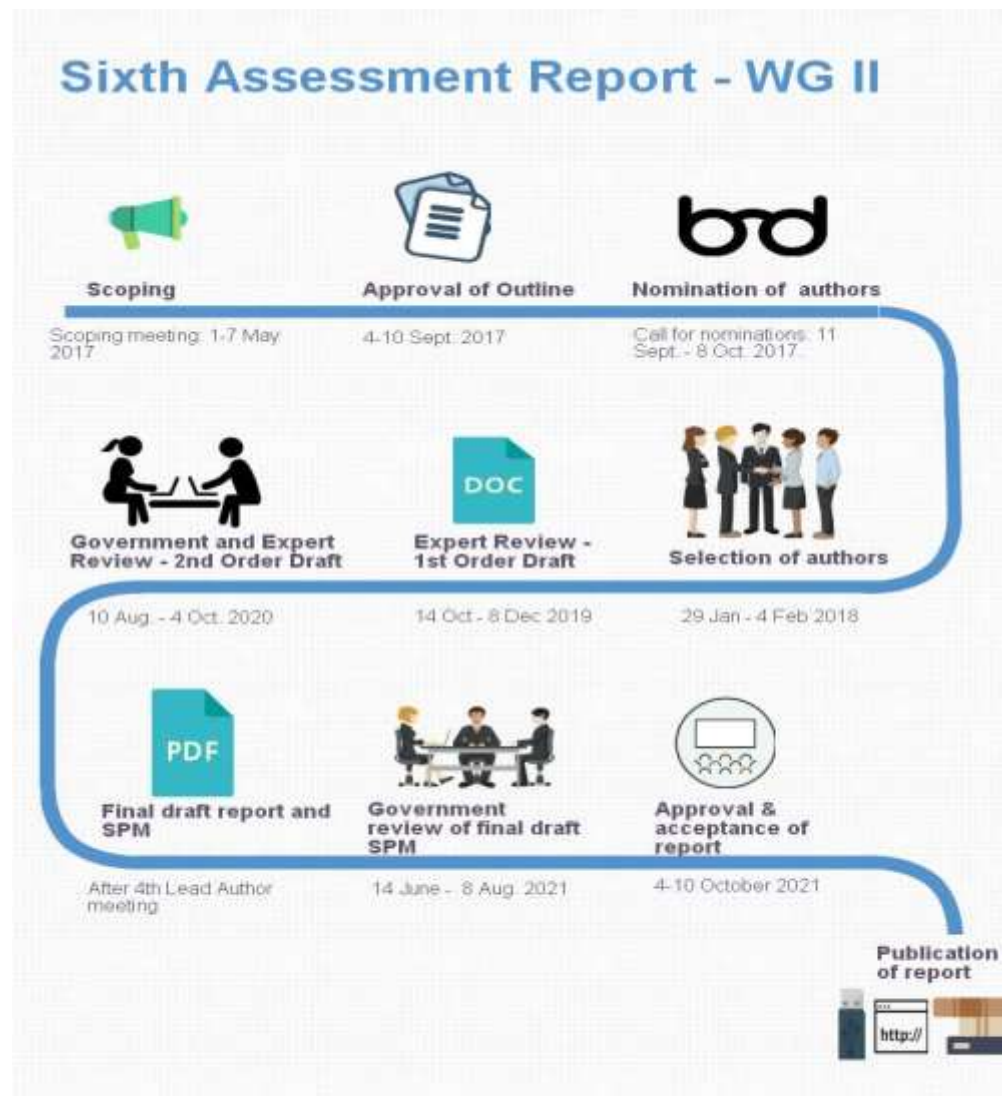 Sixth Assessment Report - WG II
Scoping
Approval of Outline
Nomination of authors
Scoping meeting: 1-7 May
2017
4-10 Sept. 2017
Call for nominations: 11
Sept. - 8 Oct. 2017.
DOC
Government and Expert
Review - 2nd Order Draft
Expert Review -
1st Order Draft
Selection of authors
10 Aug. - 4 Oct. 2020
14 Oct - 8 Dec 2019
29 Jan - 4 Feb 2018
PDF
Final draft report and
SPM
Government
review of final draft
SPM
Approval &
acceptance of
report
After 4th Lead Author
meeting
14 June - 8 Aug. 2021
4-10 October 2021
Publication
of report
http://